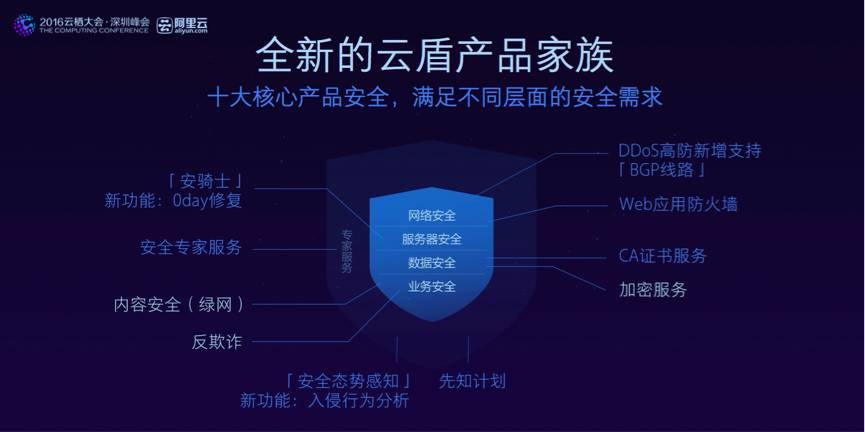 2016云栖大会·深圳峰会
THE COMPUTING CONFERENCE
阿里云
aliyun.com
全新的云盾产品家族
十大核心产品安全，满足不同层面的安全需求
「安骑士」
新功能：0day修复
安全专家服务
内容安全（绿网）
反欺诈
专家服务
网络安全
服务器安全
数据安全
业务安全
DDoS高防新增支持
「BGP线路」
Web应用防火墙
CA证书服务
加密服务
「安全态势感知」
新功能：入侵行为分析
先知计划